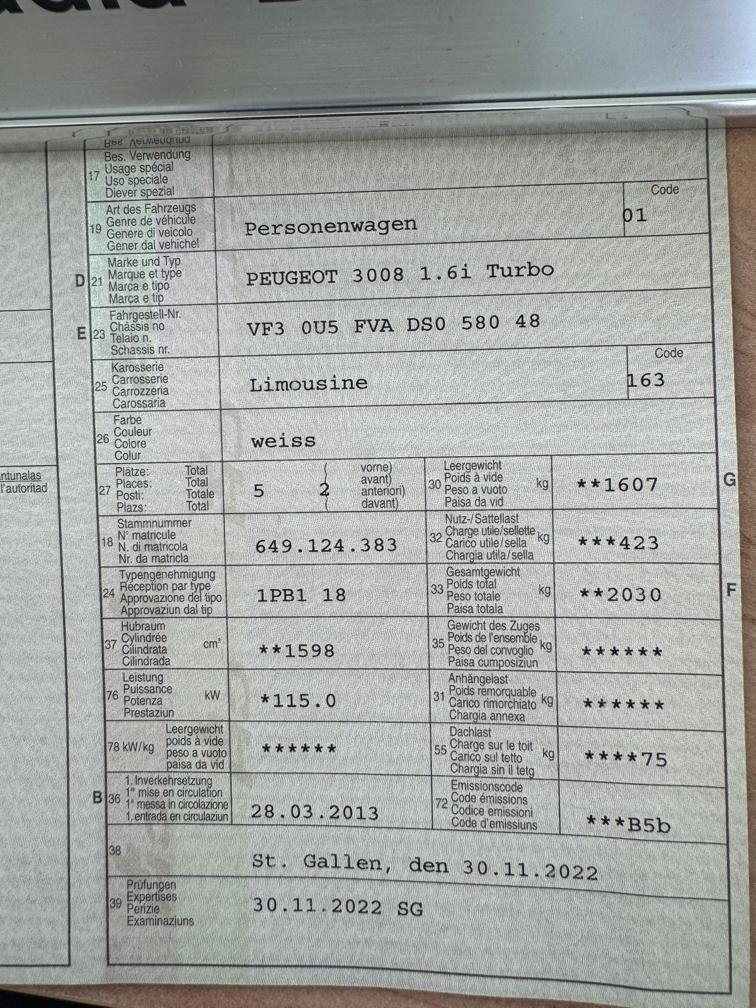 Bes. Verwendung
17 Usage spécial
Uso speciale
Diever spezial
Art des Fahrzeugs
19 Genre de véhicule
Genere di veicolo
Gener dal vehichel
Personenwagen
Code
01
Marke und Typ
D 21 Marque et type
Marca e tipo
Marca e tip
PEUGEOT 3008 1.6i Turbo
Fahrgestell-Nr.
E 23 Châssis no
Telaio n.
Schassis nr.
VF3 0U5 FVA DS0 580 48
Karosserie
25 Carrosserie
Carrozzeria
Carossaria
Limousine
Code
163
Farbe
26 Couleur
Colore
Colur
weiss
Plätze: Total
27 Places: Total
Posti: Totale
Plazs: Total
5 2
vorne)
avant)
anteriori)
davant)
Leergewicht
30 Poids à vide kg
Peso a vuoto
Paisa da vid
**1607
G
ntunalas
l'autoritad
Stammnummer
18 N° matricule
N. di matricola
Nr. da matricla
649.124.383
Nutz-/Sattellast
32 Charge utile/sellette kg
Carico utile/sella
Chargia utila/sella
***423
Typengenehmigung
24 Réception par type
Approvazione del tipo
Approvaziun dal tip
1PB1 18
Gesamtgewicht
33 Poids total kg
Peso totale
Paisa totala
**2030
F
Hubraum
37 Cylindrée cm³
Cilindrata
Cilindrada
**1598
Gewicht des Zuges
35 Poids de l'ensemble kg
Peso del convoglio
Paisa cumposiziun
******
Leistung
76 Puissance kW
Potenza
Prestaziun
*115.0
Anhängelast
31 Poids remorquable kg
Carico rimorchiato
Chargia annexa
******
Leergewicht
78 kW/kg poids à vide
peso a vuoto
paisa da vid
******
Dachlast
55 Charge sur le toit kg
Carico sul tetto
Chargia sin il tetg
****75
1. Inverkehrsetzung
B 36 1re mise en circulation
1a messa in circolazione
1. entrada en circulaziun
28.03.2013
Emissionscode
72 Code émissions
Codice emissioni
Code d'emissiuns
***B5b
38
St. Gallen, den 30.11.2022
Prüfungen
39 Expertises
Perizie
Examinaziuns
30.11.2022 SG